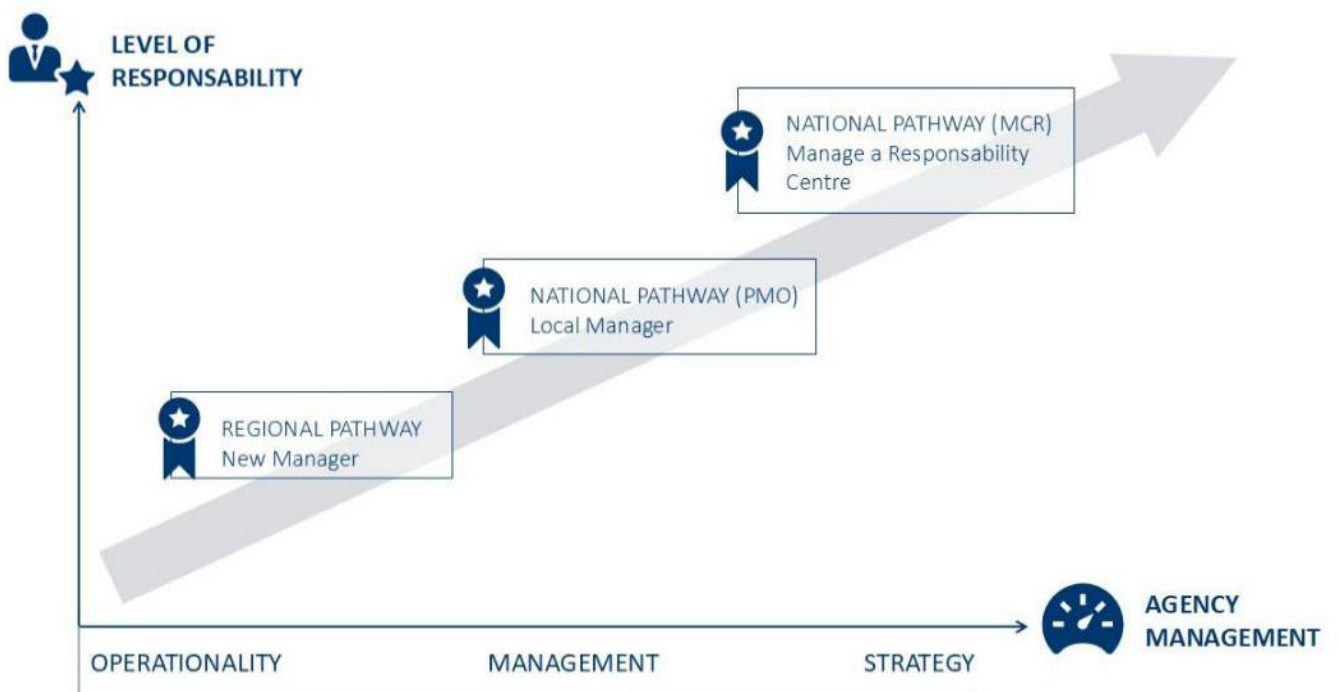 LEVEL OF
RESPONSABILITY
NATIONAL PATHWAY (MCR)
Manage a Responsability
Centre
NATIONAL PATHWAY (PMO)
Local Manager
REGIONAL PATHWAY
New Manager
AGENCY
MANAGEMENT
OPERATIONALITY
MANAGEMENT
STRATEGY